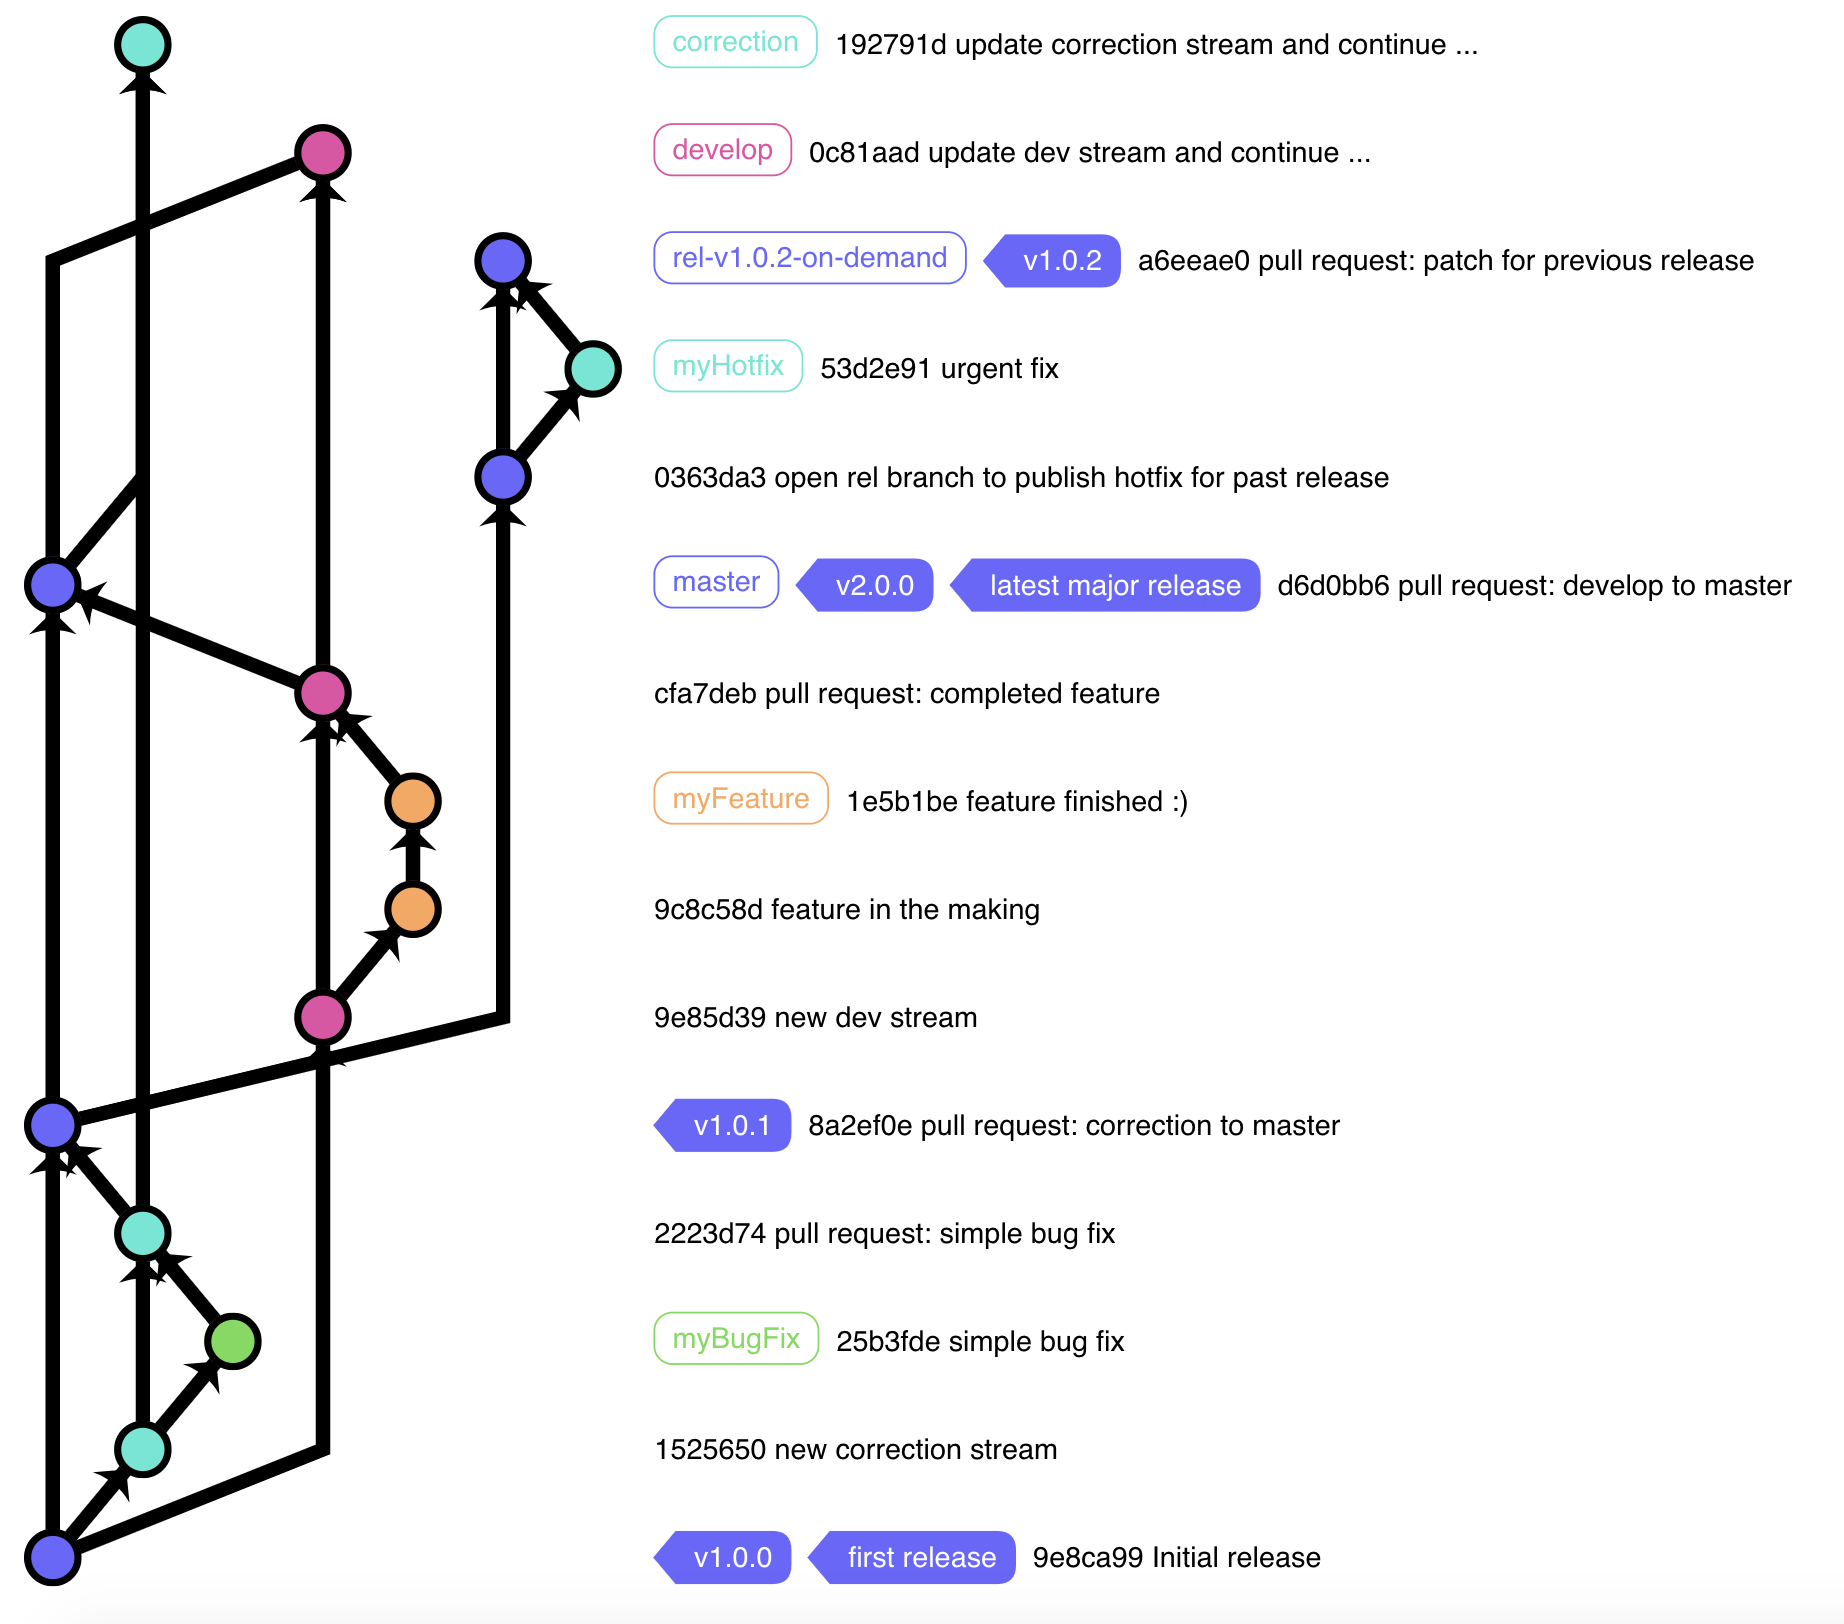 correction 192791d update correction stream and continue ...
develop 0c81aad update dev stream and continue ...
rel-v1.0.2-on-demand v1.0.2 a6eeae0 pull request: patch for previous release
myHotfix 53d2e91 urgent fix
0363da3 open rel branch to publish hotfix for past release
master v2.0.0 latest major release d6d0bb6 pull request: develop to master
cfa7deb pull request: completed feature
myFeature 1e5b1be feature finished :)
9c8c58d feature in the making
9e85d39 new dev stream
v1.0.1 8a2ef0e pull request: correction to master
2223d74 pull request: simple bug fix
myBugFix 25b3fde simple bug fix
1525650 new correction stream
v1.0.0 first release 9e8ca99 Initial release